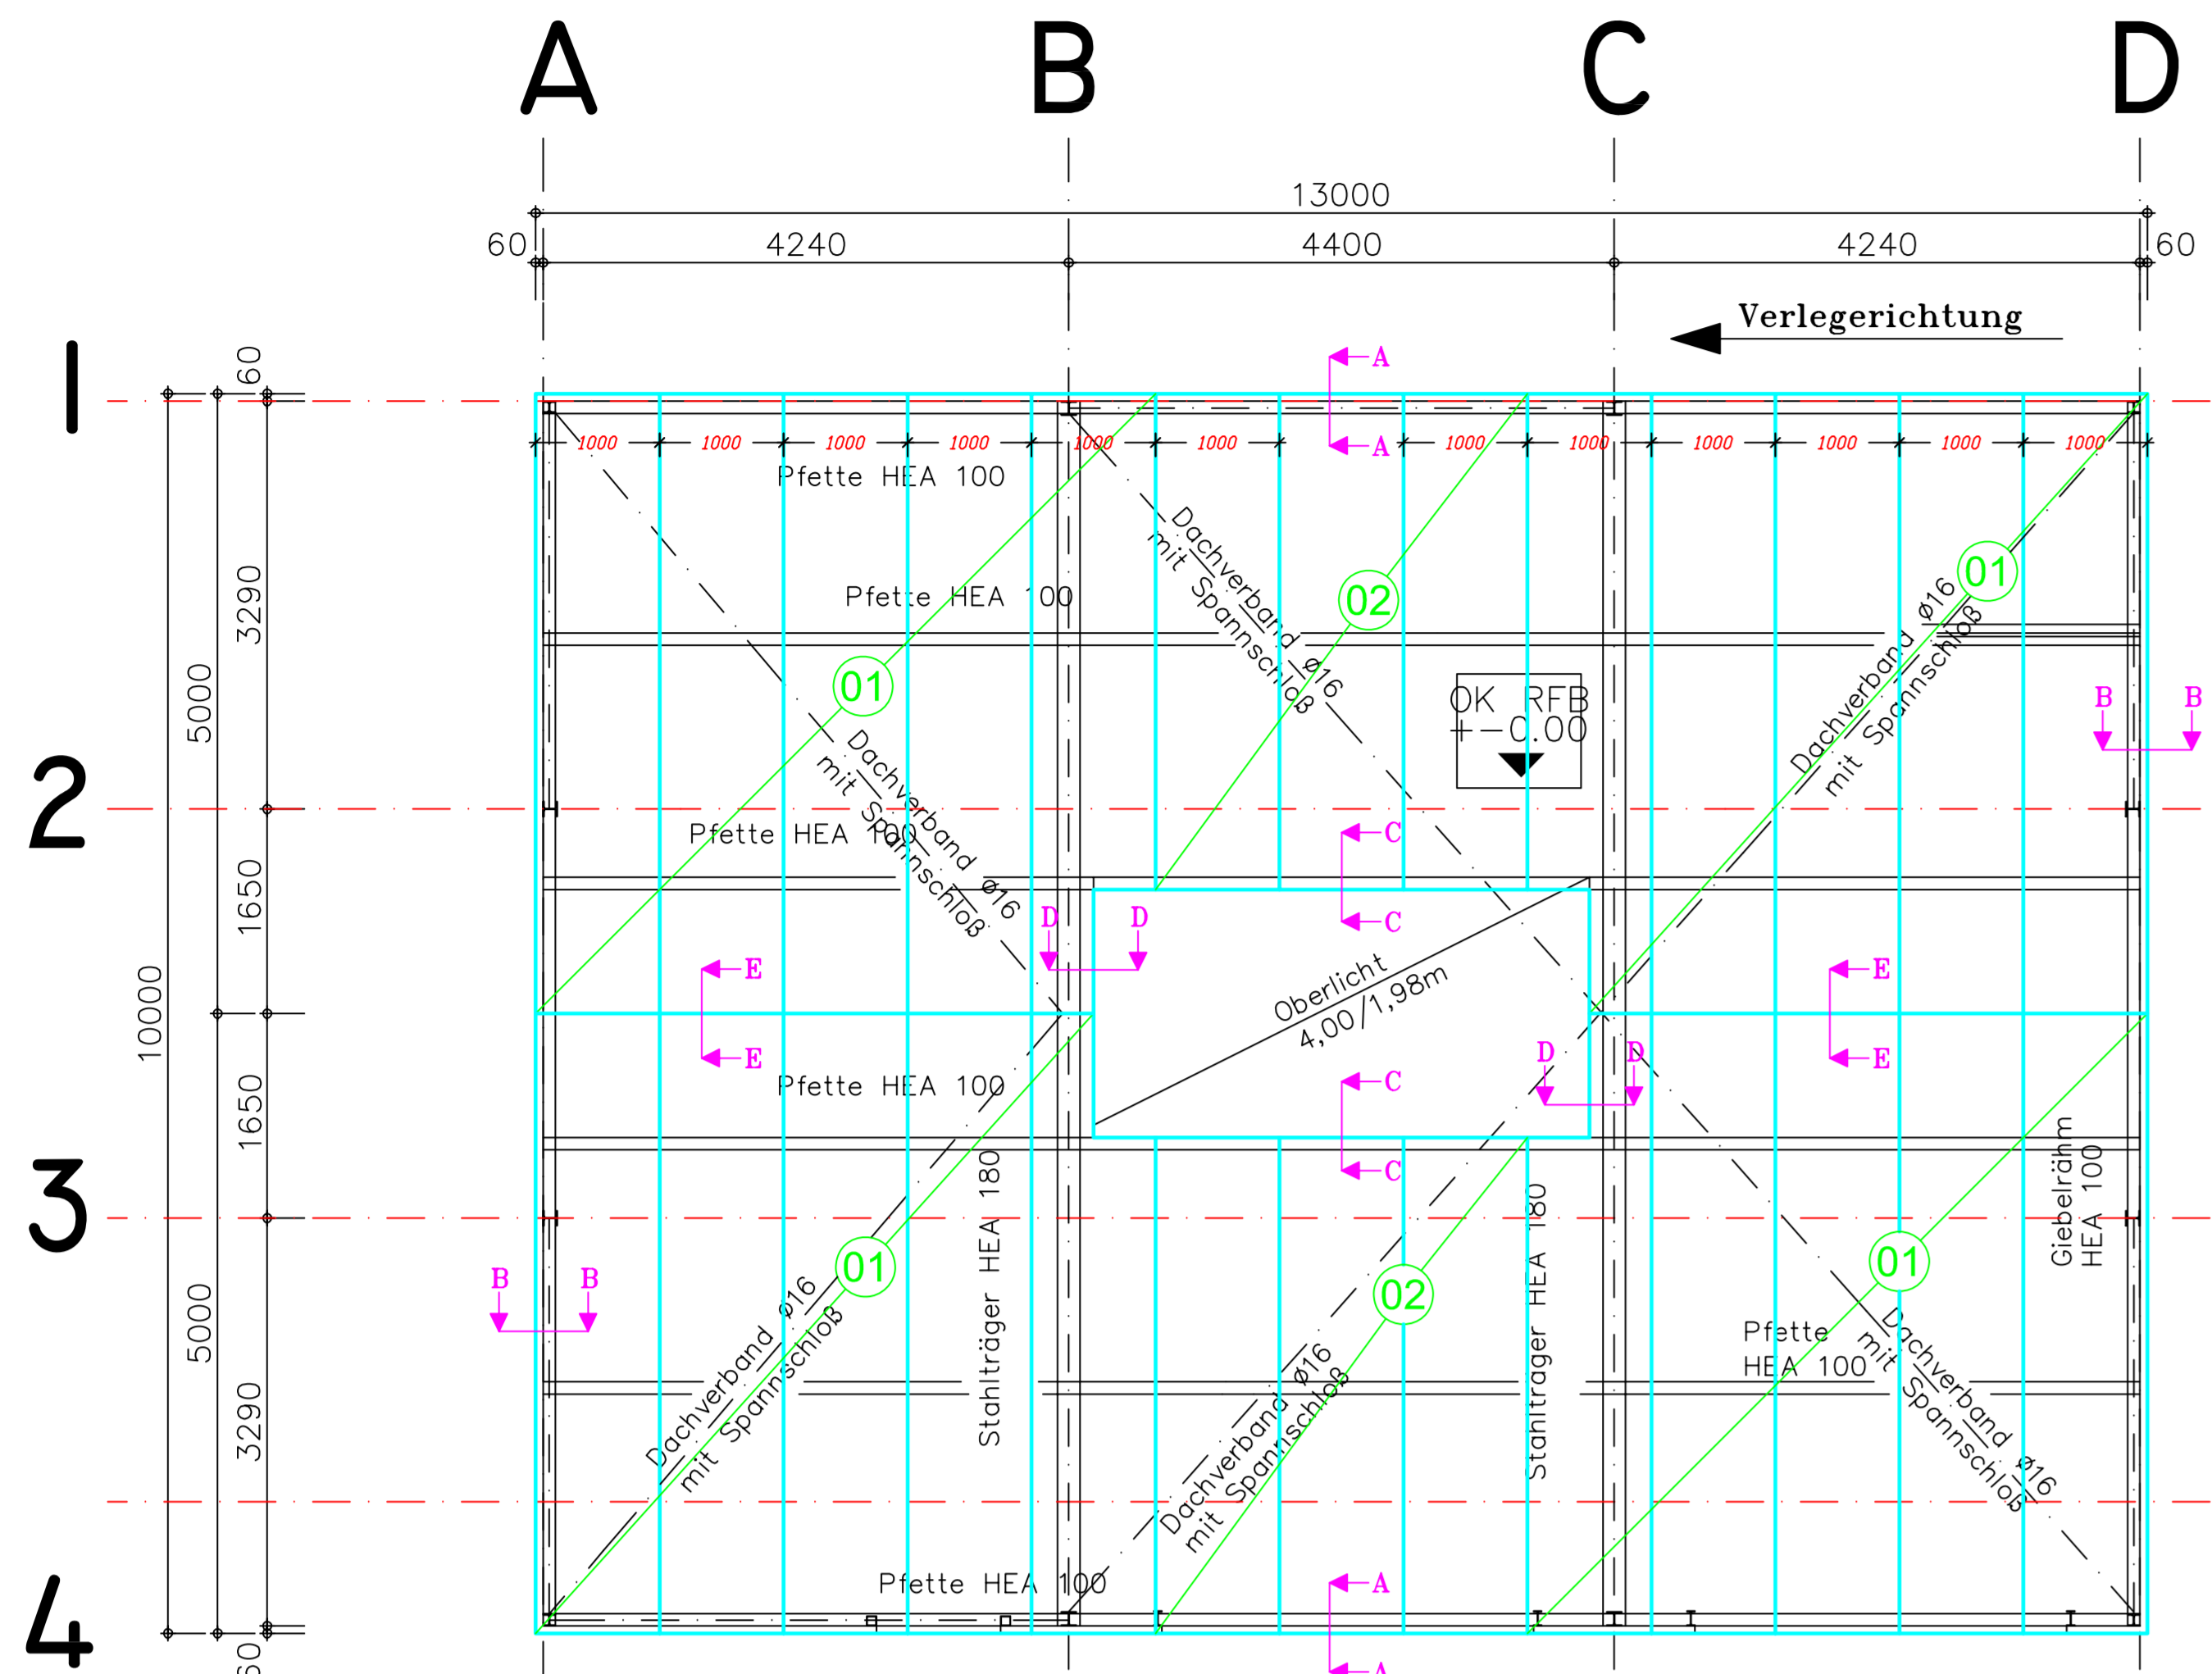 A
B
C
D
13000
60
4240
4400
4240
60
Verlegerichtung
1
60
A
A
1000
1000
1000
1000
1000
1000
1000
1000
1000
1000
1000
1000
Pfette HEA 100
Dachverband ø16
mit Spannschloß
01
02
Pfette HEA 100
3290
Dachverband ø16
mit Spannschloß
01
OK RFB
+-0.00
B
B
5000
2
Dachverband ø16
mit Spannschloß
Pfette HEA 100
C
C
1650
D
D
E
E
Oberlicht
4,00/1,98m
E
E
10000
D
D
Pfette HEA 100
C
C
1650
3
Stahlträger HEA 180
Stahlträger HEA 180
Giebelrähm
HEA 100
01
02
01
B
B
5000
Dachverband ø16
mit Spannschloß
Dachverband ø16
mit Spannschloß
Pfette
HEA 100
Dachverband ø16
mit Spannschloß
3290
Pfette HEA 100
A
A
4
60